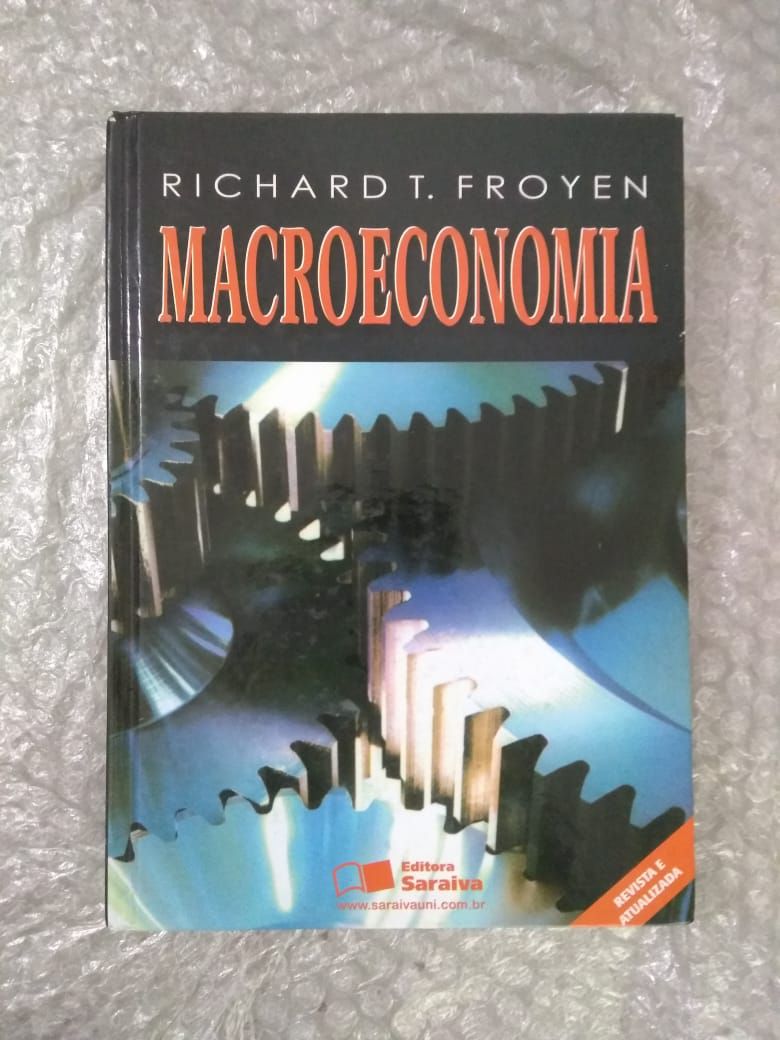 RICHARD T. FROYEN
MACROECONOMIA
Editora
Saraiva
www.saraivauni.com.br
REVISTA E
ATUALIZADA